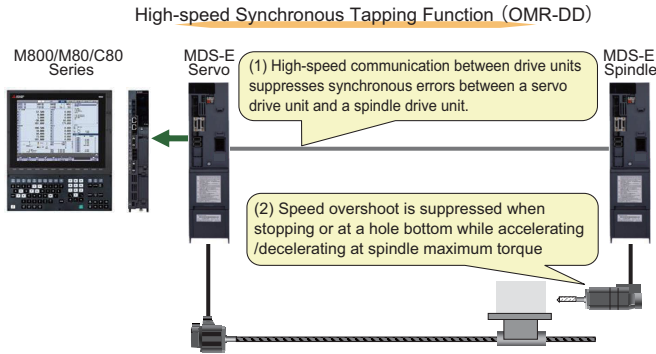 High-speed Synchronous Tapping Function（OMR-DD）
M800/M80/C80
Series
MDS-E
Servo
(1) High-speed communication between drive units
suppresses synchronous errors between a servo
drive unit and a spindle drive unit.
MDS-E
Spindle
(2) Speed overshoot is suppressed when
stopping or at a hole bottom while accelerating
/decelerating at spindle maximum torque